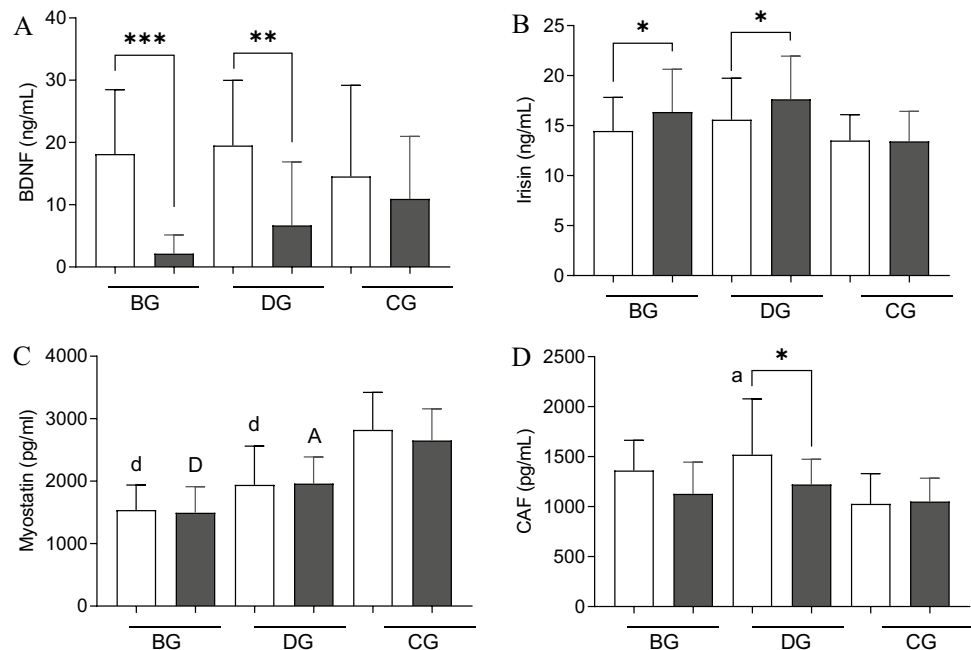 A
BDNF (ng/mL)
40
30
20
10
0
***
**
BG
DG
CG
B
Irisin (ng/mL)
25
20
15
10
5
0
*
*
BG
DG
CG
C
Myostatin (pg/ml)
4000
3000
2000
1000
0
d
D
d
A
BG
DG
CG
D
CAF (pg/mL)
2500
2000
1500
1000
500
0
a
*
BG
DG
CG